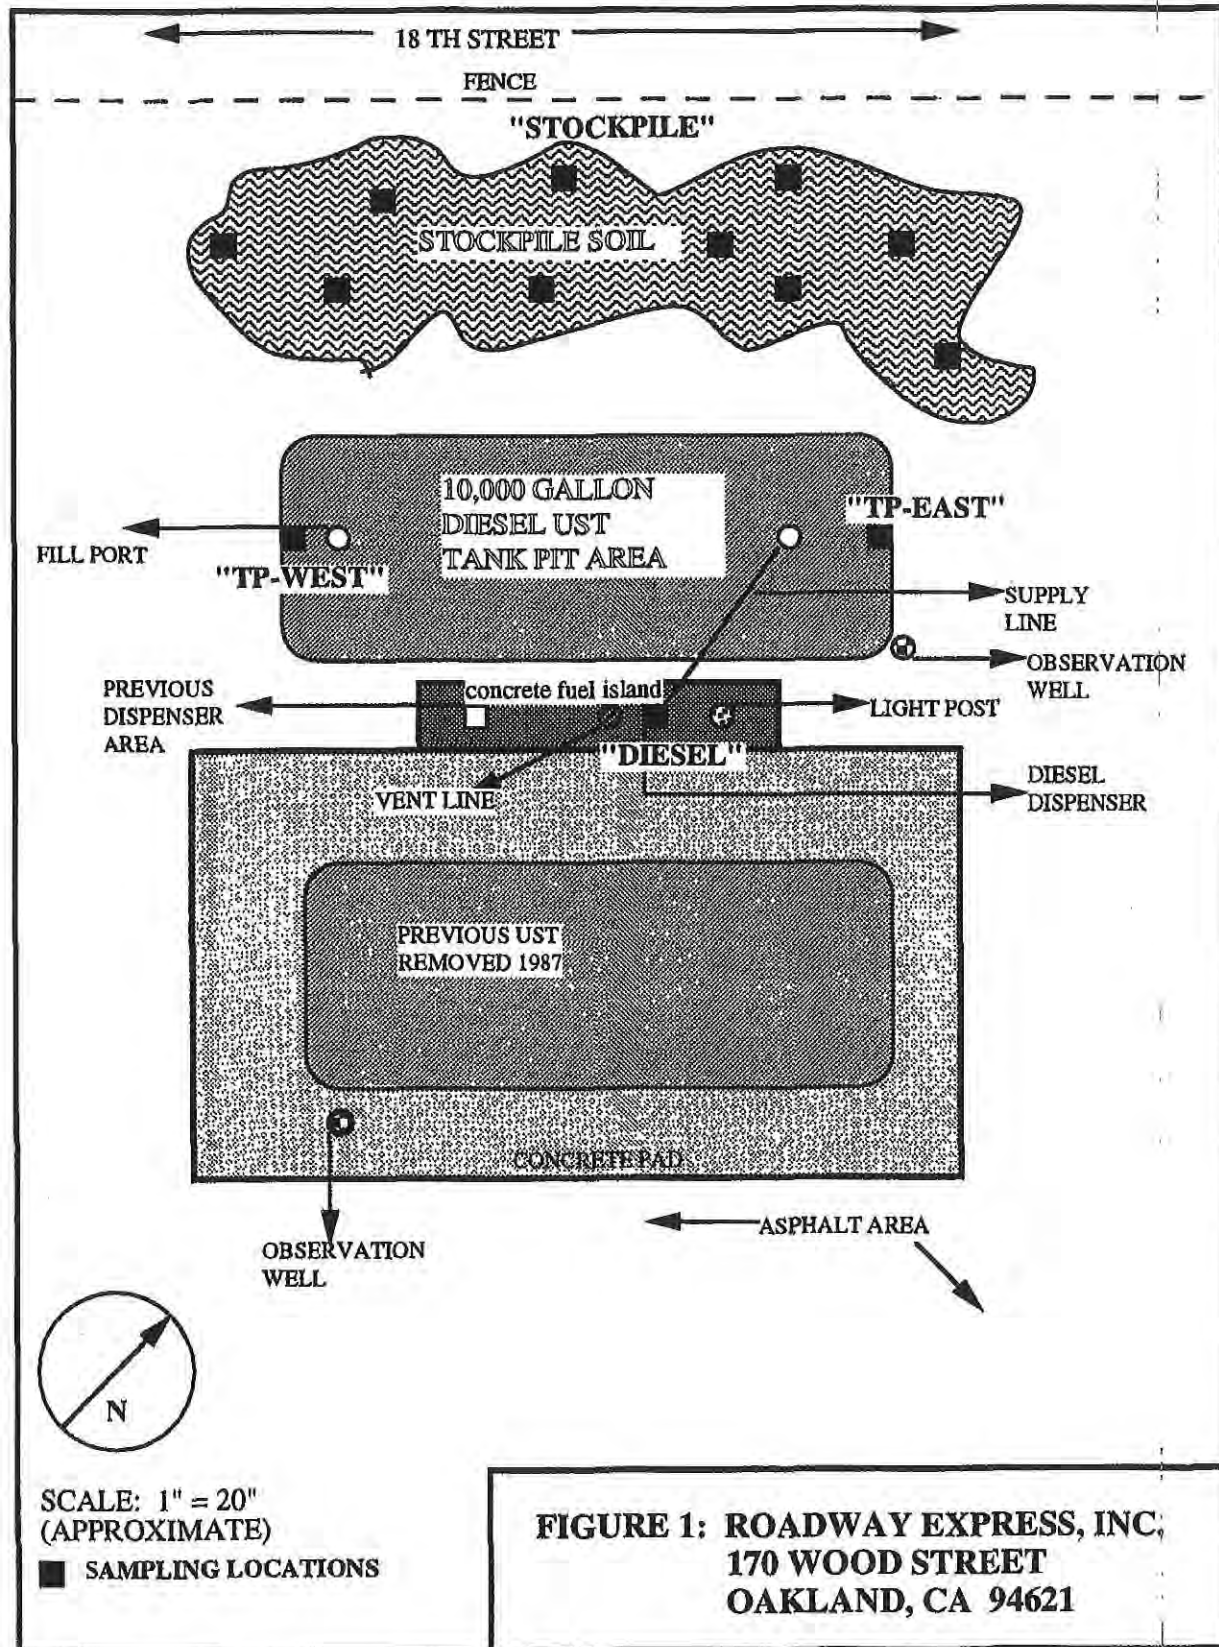 18 TH STREET
FENCE
"STOCKPILE"
STOCKPILE SOIL
10,000 GALLON
DIESEL UST
TANK PIT AREA
"TP-EAST"
FILL PORT
"TP-WEST"
SUPPLY
LINE
OBSERVATION
WELL
PREVIOUS
DISPENSER
AREA
concrete fuel island
LIGHT POST
"DIESEL"
VENT LINE
DIESEL
DISPENSER
PREVIOUS UST
REMOVED 1987
CONCRETE PAD
OBSERVATION
WELL
ASPHALT AREA
N
SCALE: 1" = 20"
(APPROXIMATE)
SAMPLING LOCATIONS
FIGURE 1: ROADWAY EXPRESS, INC.
170 WOOD STREET
OAKLAND, CA 94621